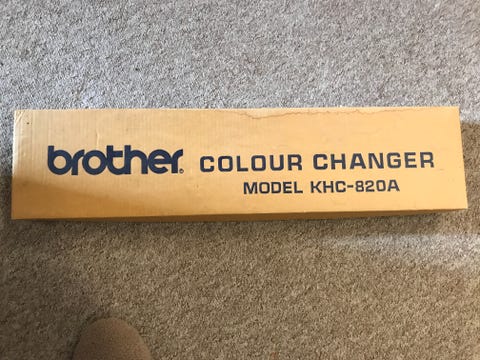 brother® COLOUR CHANGER
MODEL KHC-820A